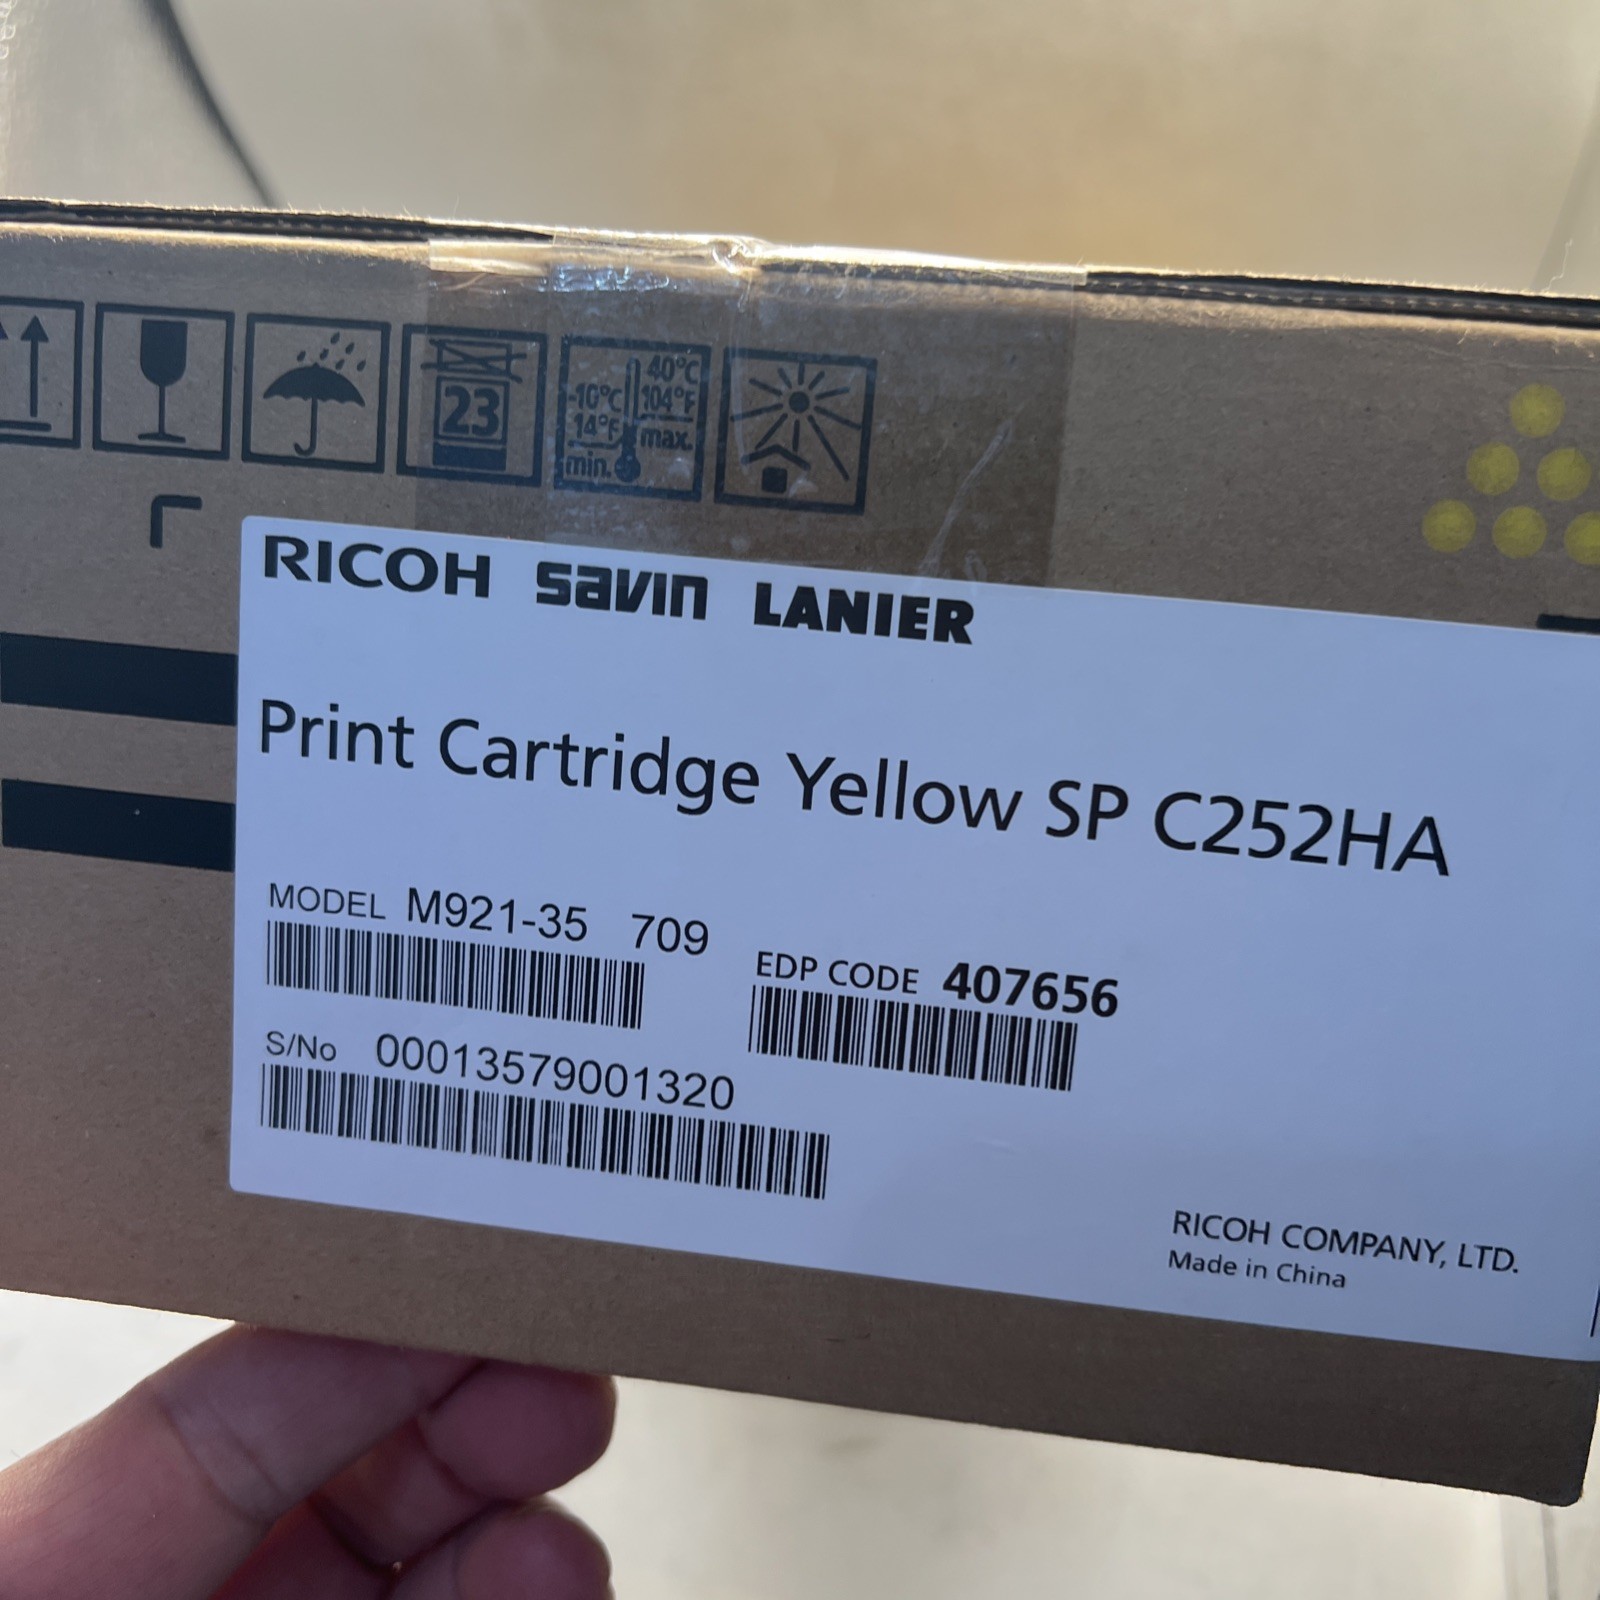 23
-10°C
14°F
min.
40°C
104°F
max.
RICOH savin LANIER
Print Cartridge Yellow SP C252HA
MODEL M921-35 709
EDP CODE 407656
S/No 00013579001320
RICOH COMPANY, LTD.
Made in China